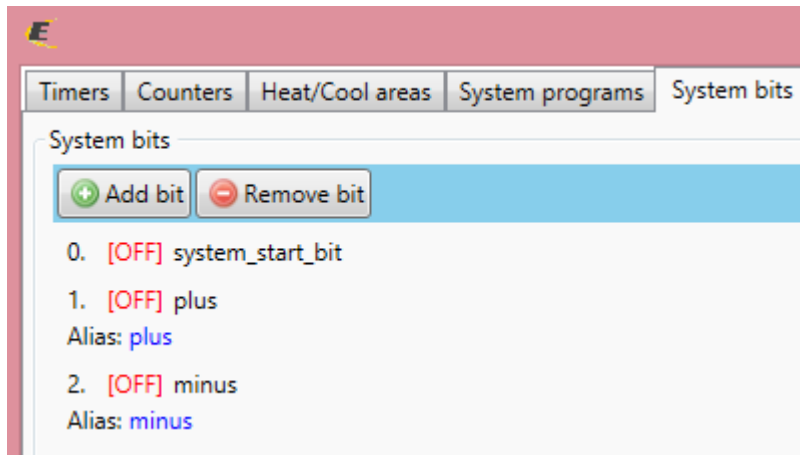 E
Timers Counters Heat/Cool areas System programs System bits
System bits
Add bit Remove bit
0. [OFF] system_start_bit
1. [OFF] plus
Alias: plus
2. [OFF] minus
Alias: minus